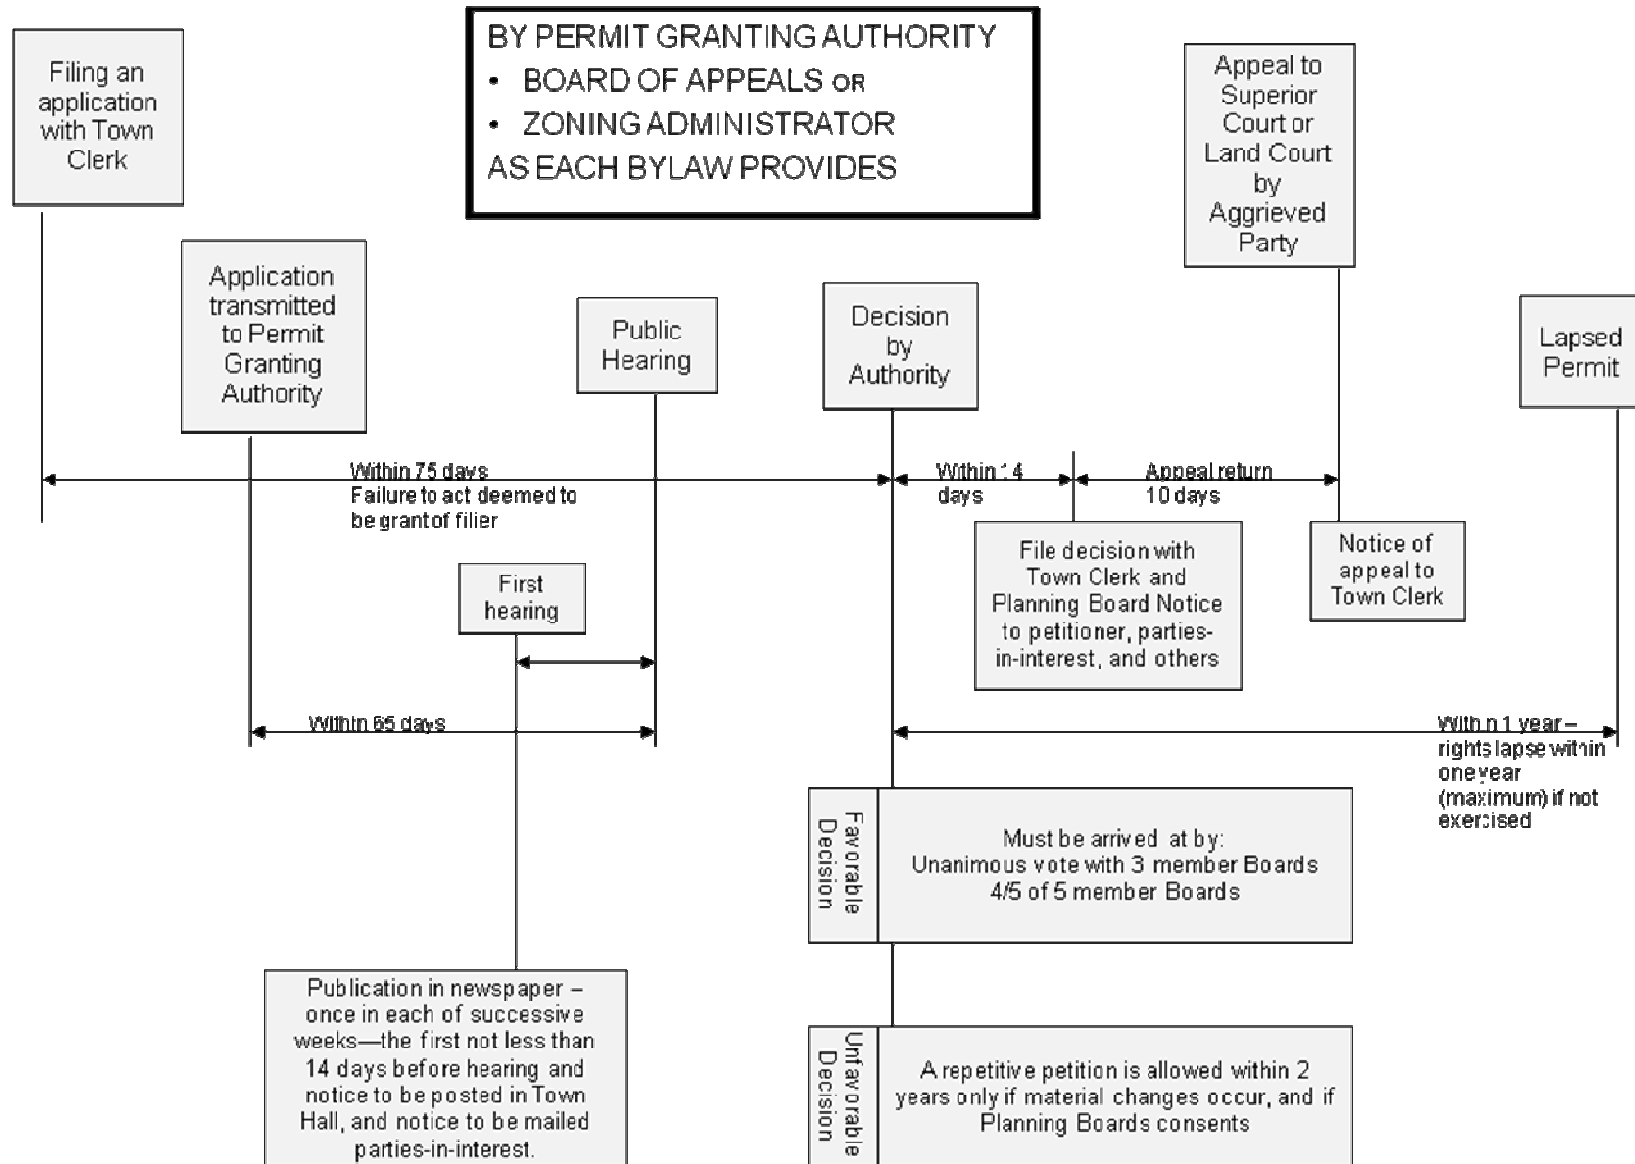 BY PERMIT GRANTING AUTHORITY
• BOARD OF APPEALS OR
• ZONING ADMINISTRATOR
AS EACH BYLAW PROVIDES
Filing an
application
with Town
Clerk
Application
transmitted
to Permit
Granting
Authority
Public
Hearing
Decision
by
Authority
Appeal to
Superior
Court or
Land Court
by
Aggrieved
Party
Lapsed
Permit
Within 75 days
Failure to act deemed to
be grant of filier
Within 14
days
Appeal return
10 days
First
hearing
File decision with
Town Clerk and
Planning Board Notice
to petitioner, parties-
in-interest, and others
Notice of
appeal to
Town Clerk
Within 65 days
Within 1 year –
rights lapse within
one year
(maximum) if not
exercised
Favorable
Decision
Must be arrived at by:
Unanimous vote with 3 member Boards
4/5 of 5 member Boards
Publication in newspaper –
once in each of successive
weeks—the first not less than
14 days before hearing and
notice to be posted in Town
Hall, and notice to be mailed
parties-in-interest.
Unfavorable
Decision
A repetitive petition is allowed within 2
years only if material changes occur, and if
Planning Boards consents